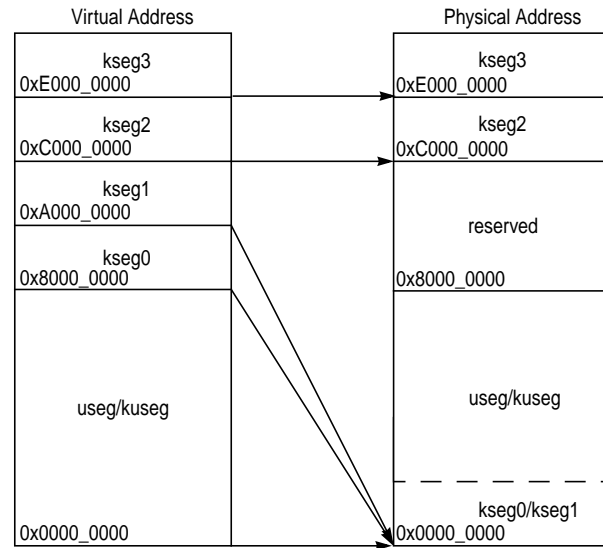 Virtual Address
kseg3
0xE000_0000
kseg2
0xC000_0000
kseg1
0xA000_0000
kseg0
0x8000_0000
useg/kuseg
0x0000_0000
Physical Address
kseg3
0xE000_0000
kseg2
0xC000_0000
reserved
0x8000_0000
useg/kuseg
kseg0/kseg1
0x0000_0000